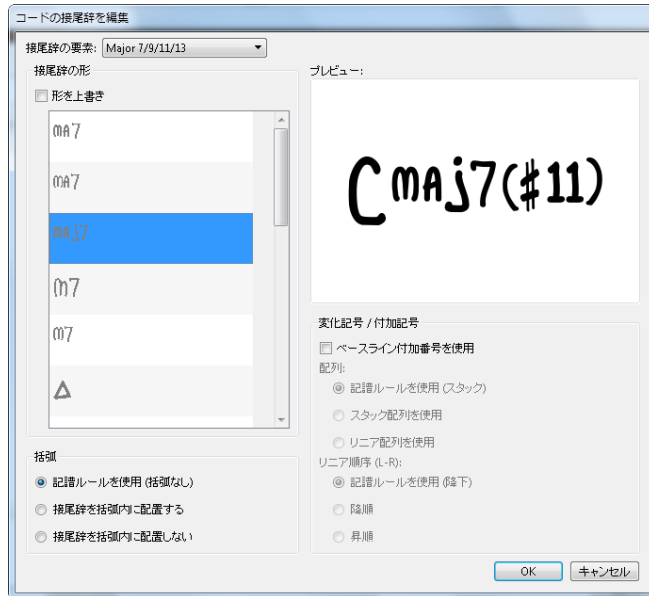 コードの接尾辞を編集
接尾辞の要素: Major 7/9/11/13
接尾辞の形
形を上書き
mA7
mA7
mAj7
m7
m7
Δ
括弧
記譜ルールを使用 (括弧なし)
接尾辞を括弧内に配置する
接尾辞を括弧内に配置しない
プレビュー:
C mAj7(#11)
変化記号 / 付加記号
ベースライン付加番号を使用
配列:
記譜ルールを使用 (スタック)
スタック配列を使用
リニア配列を使用
リニア順序 (L-R):
記譜ルールを使用 (降下)
降順
昇順
OK キャンセル